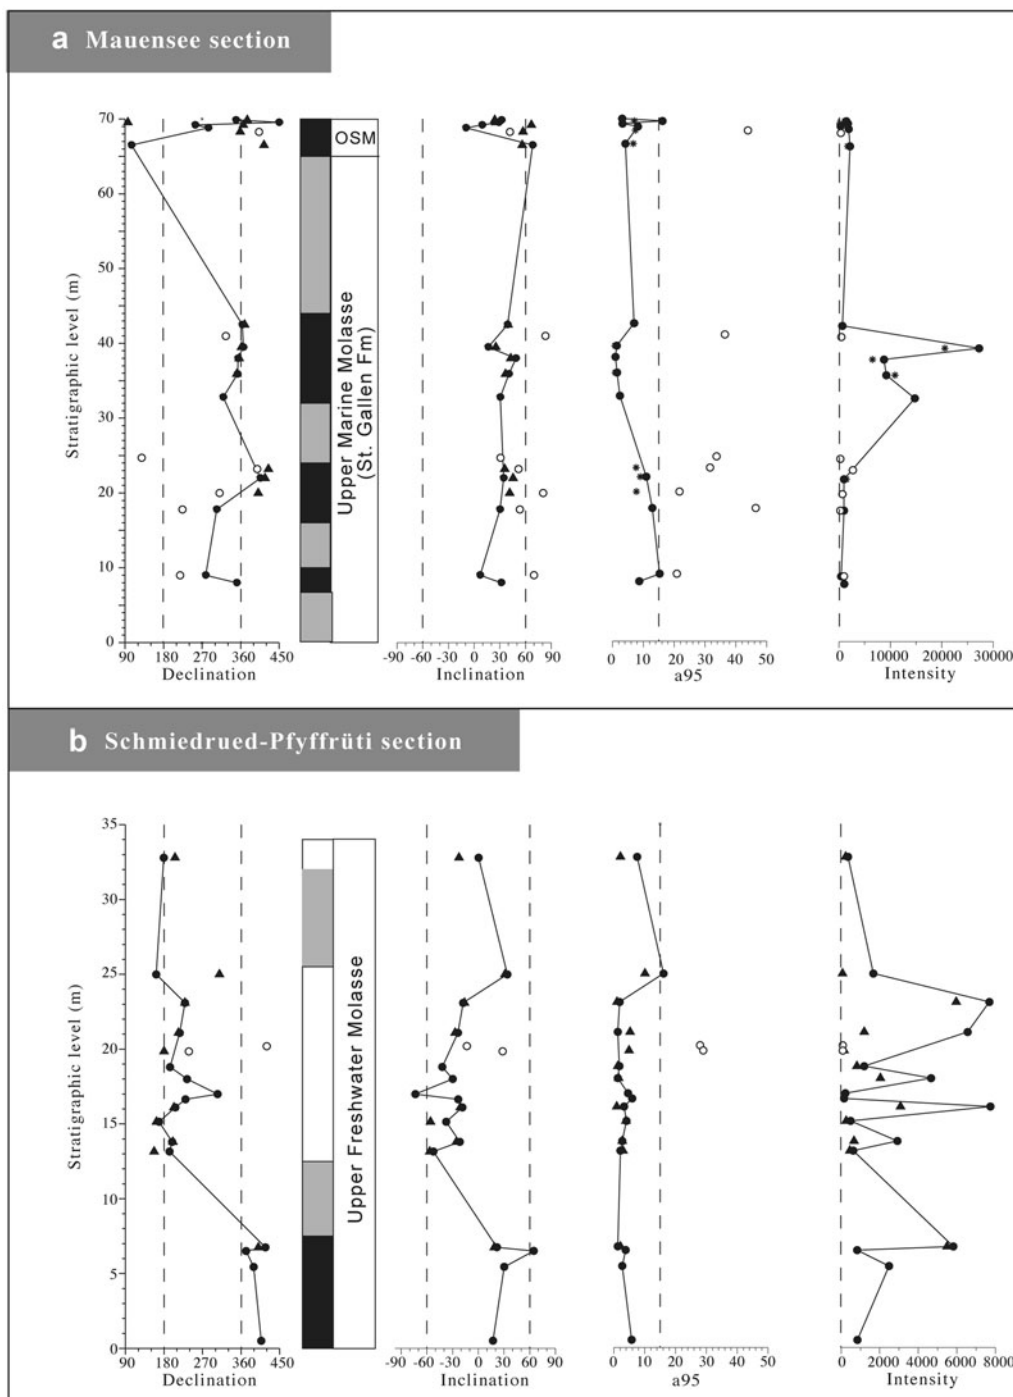 a Mauensee section
70
60
50
40
30
20
10
0
Stratigraphic level (m)
90 180 270 360 450
Declination
OSM
Upper Marine Molasse
(St. Gallen Fm)
-90 -60 -30 0 30 60 90
Inclination
0 10 20 30 40 50
a95
0 10000 20000 30000
Intensity
b Schmiedrued-Pfyffrüti section
35
30
25
20
15
10
5
0
Stratigraphic level (m)
90 180 270 360 450
Declination
Upper Freshwater Molasse
-90 -60 -30 0 30 60 90
Inclination
0 10 20 30 40 50
a95
0 2000 4000 6000 8000
Intensity